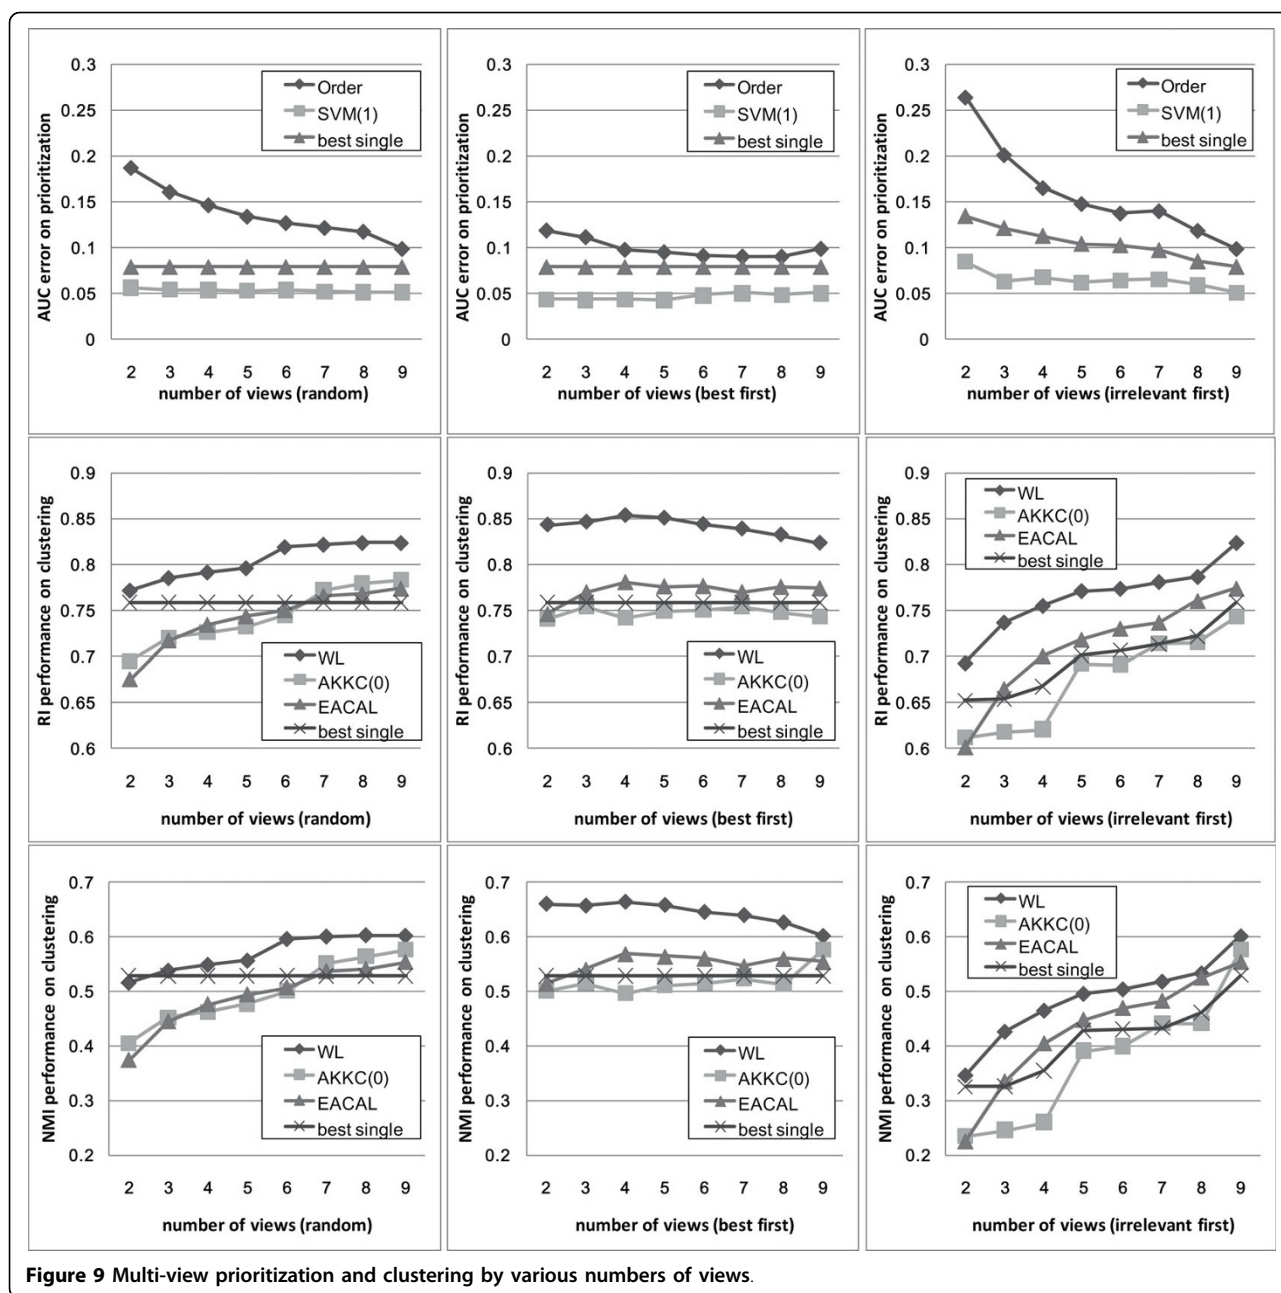 0.3
0.25
0.2
0.15
0.1
0.05
0
AUC error on prioritization
Order
SVM(1)
best single
2 3 4 5 6 7 8 9
number of views (random)
0.3
0.25
0.2
0.15
0.1
0.05
0
AUC error on prioritization
Order
SVM(1)
best single
2 3 4 5 6 7 8 9
number of views (best first)
0.3
0.25
0.2
0.15
0.1
0.05
0
AUC error on prioritization
Order
SVM(1)
best single
2 3 4 5 6 7 8 9
number of views (irrelevant first)
0.9
0.85
0.8
0.75
0.7
0.65
0.6
RI performance on clustering
WL
AKKC(0)
EACAL
best single
2 3 4 5 6 7 8 9
number of views (random)
0.9
0.85
0.8
0.75
0.7
0.65
0.6
RI performance on clustering
WL
AKKC(0)
EACAL
best single
2 3 4 5 6 7 8 9
number of views (best first)
0.9
0.85
0.8
0.75
0.7
0.65
0.6
RI performance on clustering
WL
AKKC(0)
EACAL
best single
2 3 4 5 6 7 8 9
number of views (irrelevant first)
0.7
0.6
0.5
0.4
0.3
0.2
NMI performance on clustering
WL
AKKC(0)
EACAL
best single
2 3 4 5 6 7 8 9
number of views (random)
0.7
0.6
0.5
0.4
0.3
0.2
NMI performance on clustering
WL
AKKC(0)
EACAL
best single
2 3 4 5 6 7 8 9
number of views (best first)
0.7
0.6
0.5
0.4
0.3
0.2
NMI performance on clustering
WL
AKKC(0)
EACAL
best single
2 3 4 5 6 7 8 9
number of views (irrelevant first)
Figure 9 Multi-view prioritization and clustering by various numbers of views.